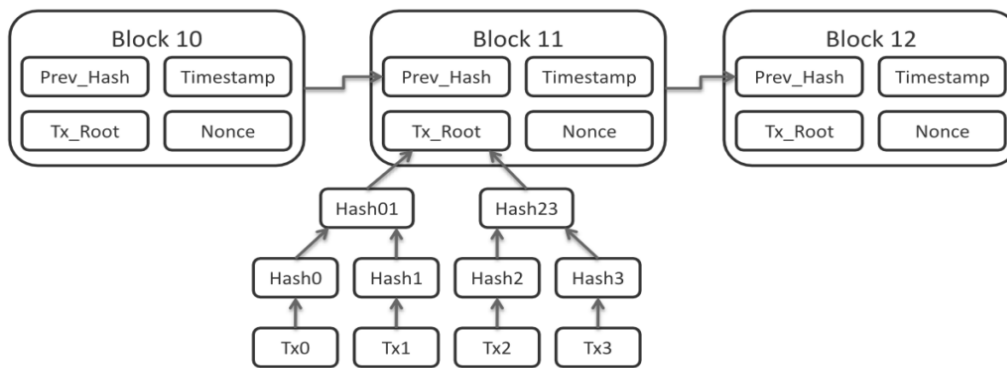 Block 10
Block 11
Block 12
Prev_Hash
Timestamp
Prev_Hash
Timestamp
Prev_Hash
Timestamp
Tx_Root
Nonce
Tx_Root
Nonce
Tx_Root
Nonce
Hash01
Hash23
Hash0
Hash1
Hash2
Hash3
Tx0
Tx1
Tx2
Tx3